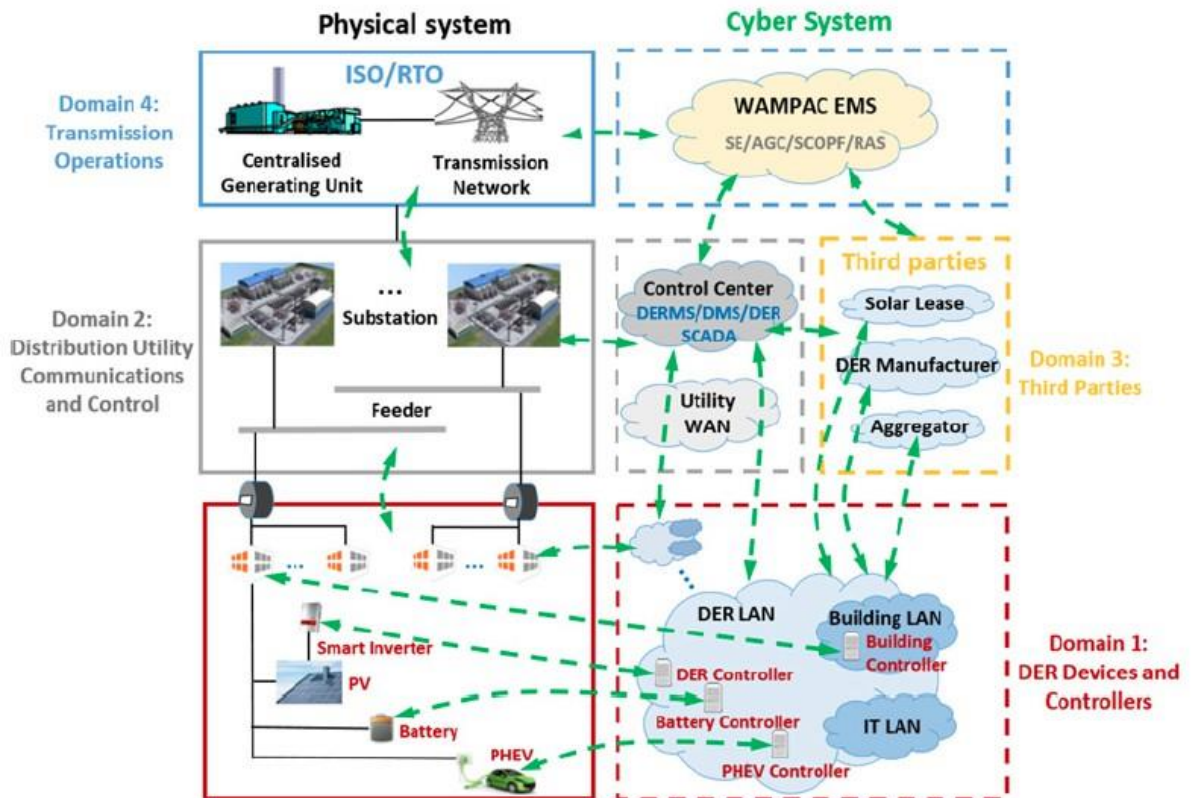 Physical system
Cyber System
Domain 4:
Transmission
Operations
ISO/RTO
Centralised
Generating Unit
Transmission
Network
WAMPAC EMS
SE/AGC/SCOPF/RAS
Domain 2:
Distribution Utility
Communications
and Control
...
Substation
Feeder
Control Center
DERMS/DMS/DER
SCADA
Utility
WAN
Third parties
Solar Lease
DER Manufacturer
Aggregator
Domain 3:
Third Parties
...
...
...
Smart Inverter
PV
Battery
PHEV
DER LAN
Building LAN
Building
Controller
DER Controller
Battery Controller
IT LAN
PHEV Controller
Domain 1:
DER Devices and
Controllers